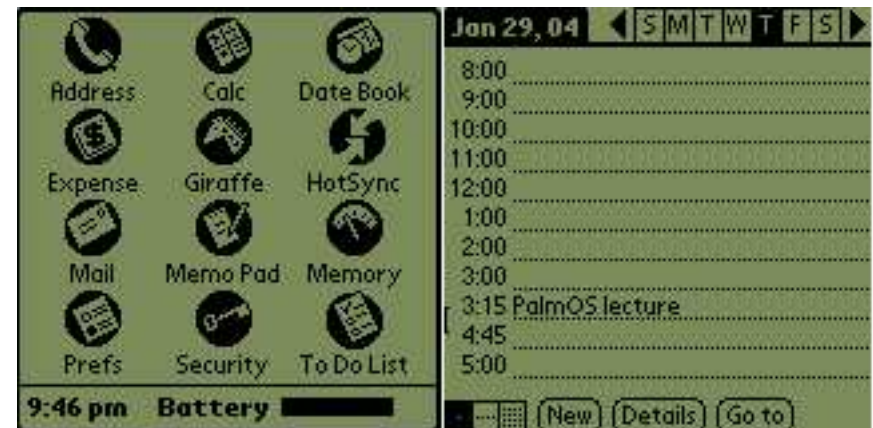 Address Calc Date Book
Expense Giraffe HotSync
Mail Memo Pad Memory
Prefs Security To Do List
9:46 pm Battery
Jan 29, 04 S M T W T F S
8:00
9:00
10:00
11:00
12:00
1:00
2:00
3:00
3:15 PalmOS lecture
4:45
5:00
New Details Go to